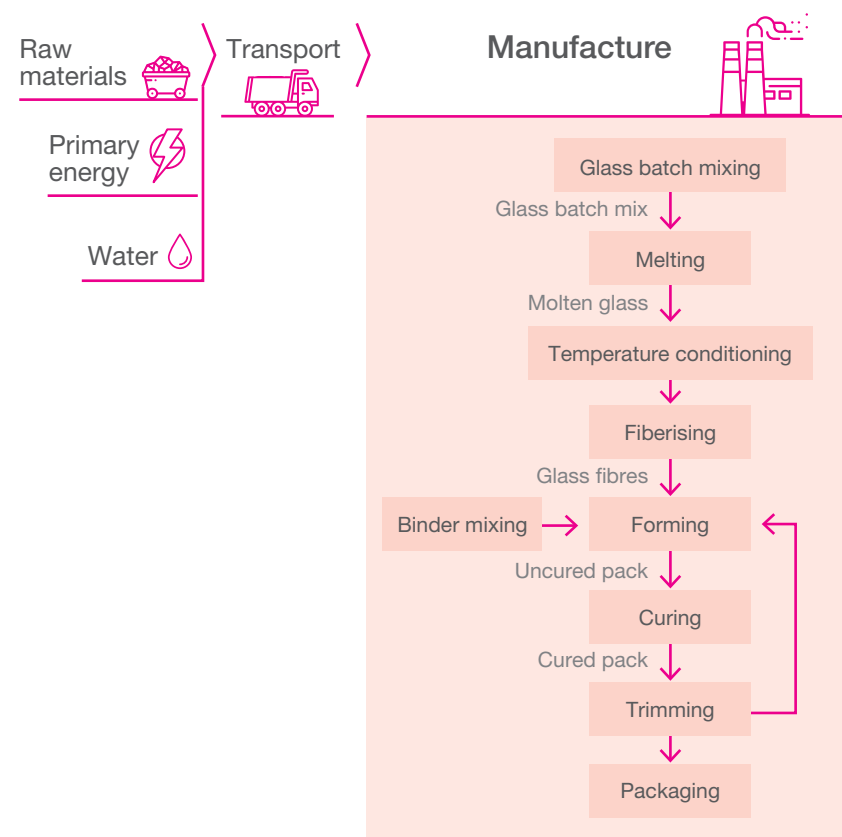 Raw
materials
Transport
Manufacture
Primary
energy
Water
Glass batch mixing
Glass batch mix
Melting
Molten glass
Temperature conditioning
Fiberising
Glass fibres
Binder mixing
Forming
Uncured pack
Curing
Cured pack
Trimming
Packaging